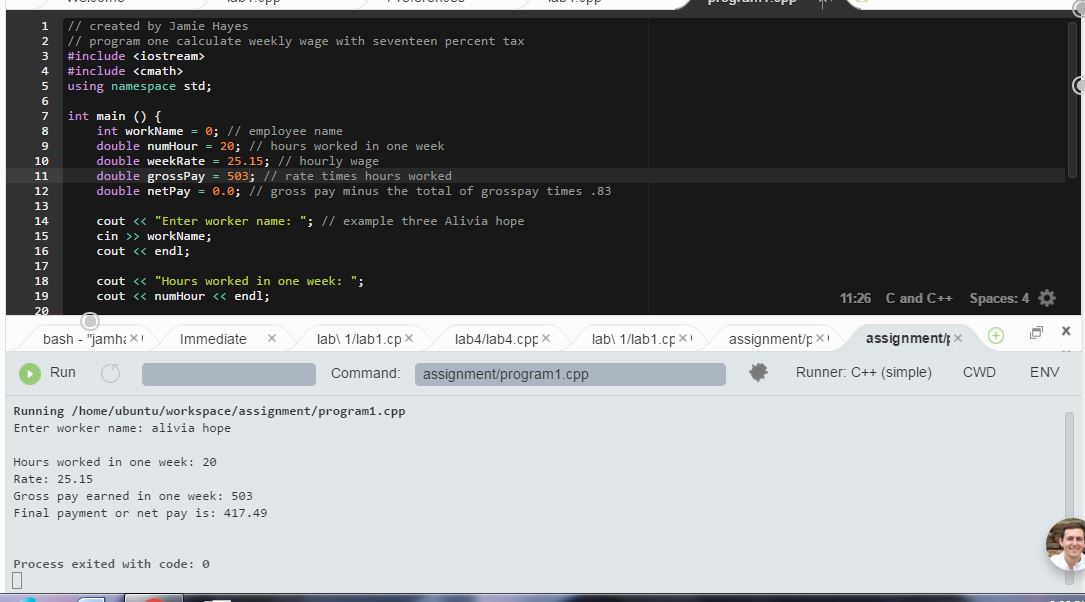 program1.cpp
1 // created by Jamie Hayes
2 // program one calculate weekly wage with seventeen percent tax
3 #include <iostream>
4 #include <cmath>
5 using namespace std;
6
7 int main () {
8 int workName = 0; // employee name
9 double numHour = 20; // hours worked in one week
10 double weekRate = 25.15; // hourly wage
11 double grossPay = 503; // rate times hours worked
12 double netPay = 0.0; // gross pay minus the total of grosspay times .83
13
14 cout << "Enter worker name: "; // example three Alivia hope
15 cin >> workName;
16 cout << endl;
17
18 cout << "Hours worked in one week: ";
19 cout << numHour << endl;
20
11:26 C and C++ Spaces: 4
bash - "jamha Immediate lab\ 1/lab1.cp lab4/lab4.cpp lab\ 1/lab1.c assignment/p assignment/p
Run Command: assignment/program1.cpp Runner: C++ (simple) CWD ENV
Running /home/ubuntu/workspace/assignment/program1.cpp
Enter worker name: alivia hope
Hours worked in one week: 20
Rate: 25.15
Gross pay earned in one week: 503
Final payment or net pay is: 417.49
Process exited with code: 0